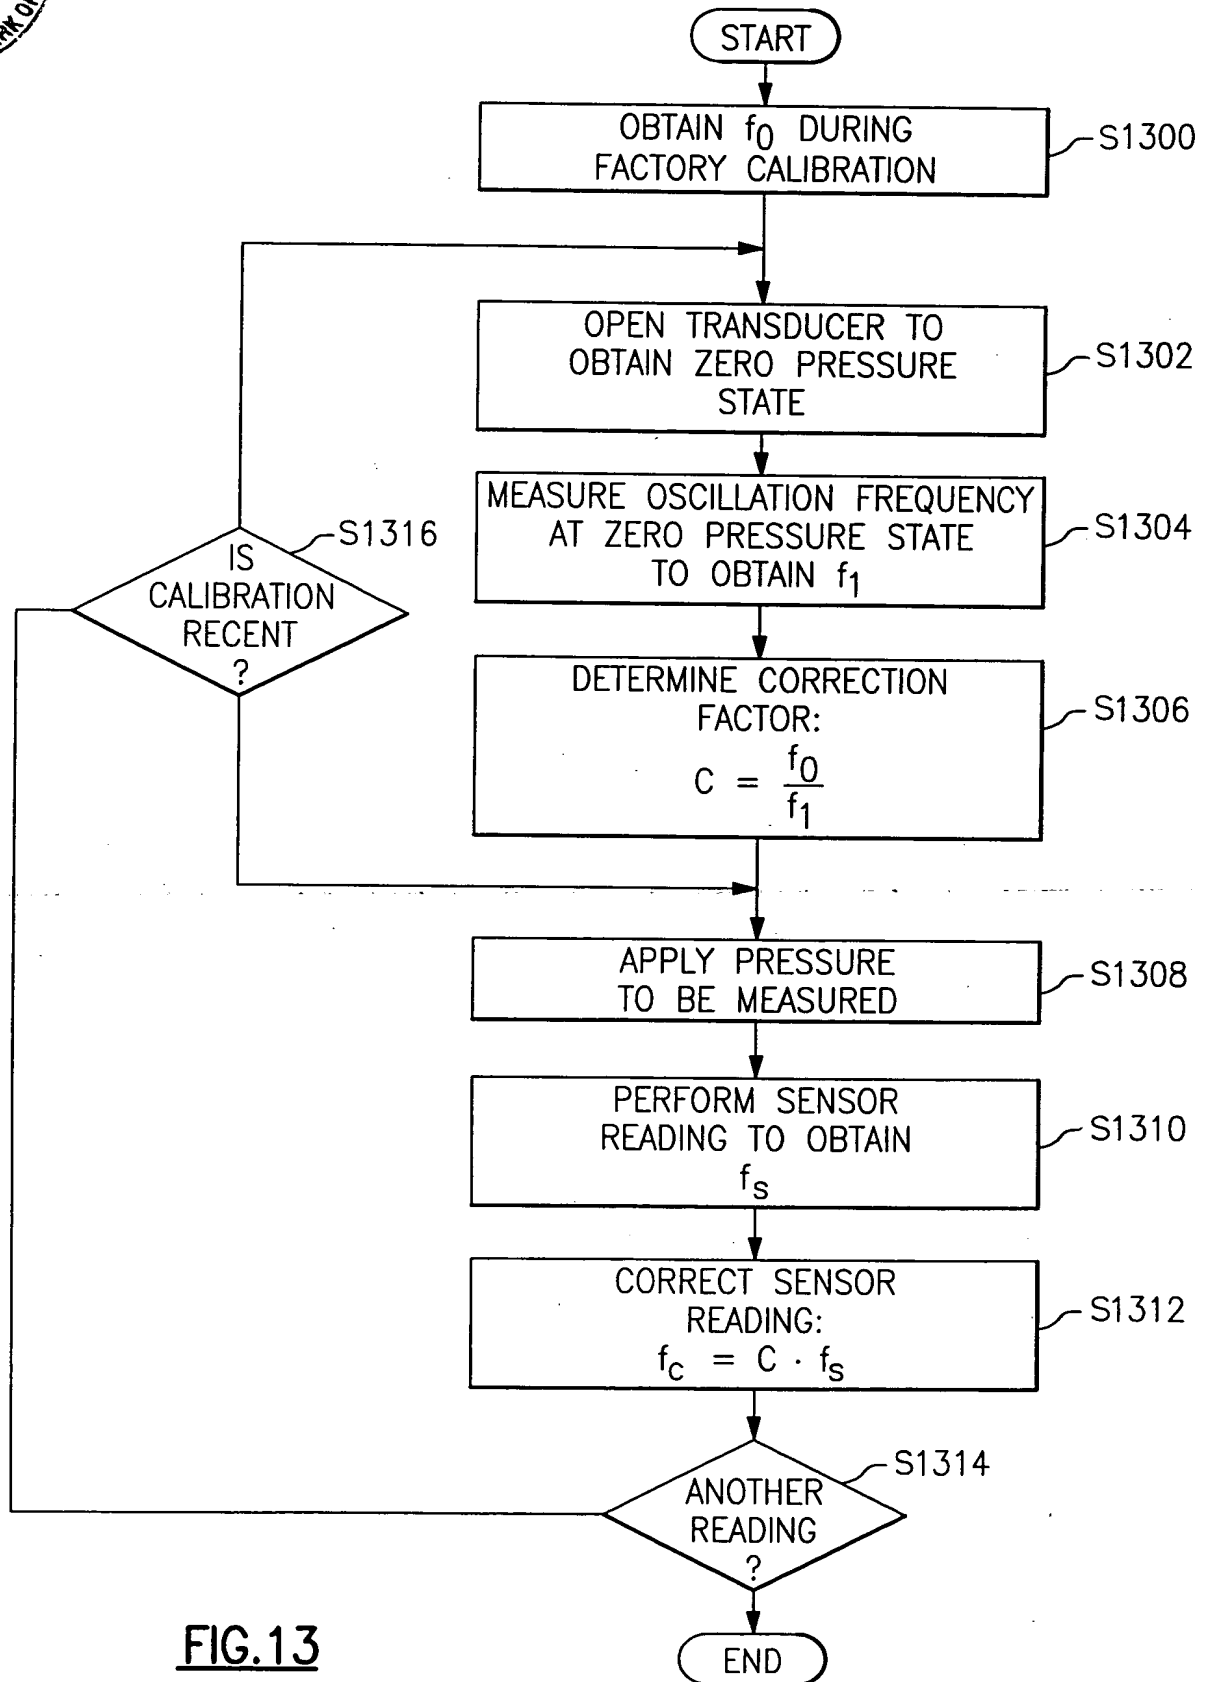 START
OBTAIN f0 DURING
FACTORY CALIBRATION
S1300
OPEN TRANSDUCER TO
OBTAIN ZERO PRESSURE
STATE
S1302
MEASURE OSCILLATION FREQUENCY
AT ZERO PRESSURE STATE
TO OBTAIN f1
S1304
S1316
IS
CALIBRATION
RECENT
?
DETERMINE CORRECTION
FACTOR:
C = f0/f1
S1306
APPLY PRESSURE
TO BE MEASURED
S1308
PERFORM SENSOR
READING TO OBTAIN
fs
S1310
CORRECT SENSOR
READING:
fc = C · fs
S1312
S1314
ANOTHER
READING
?
END
FIG.13